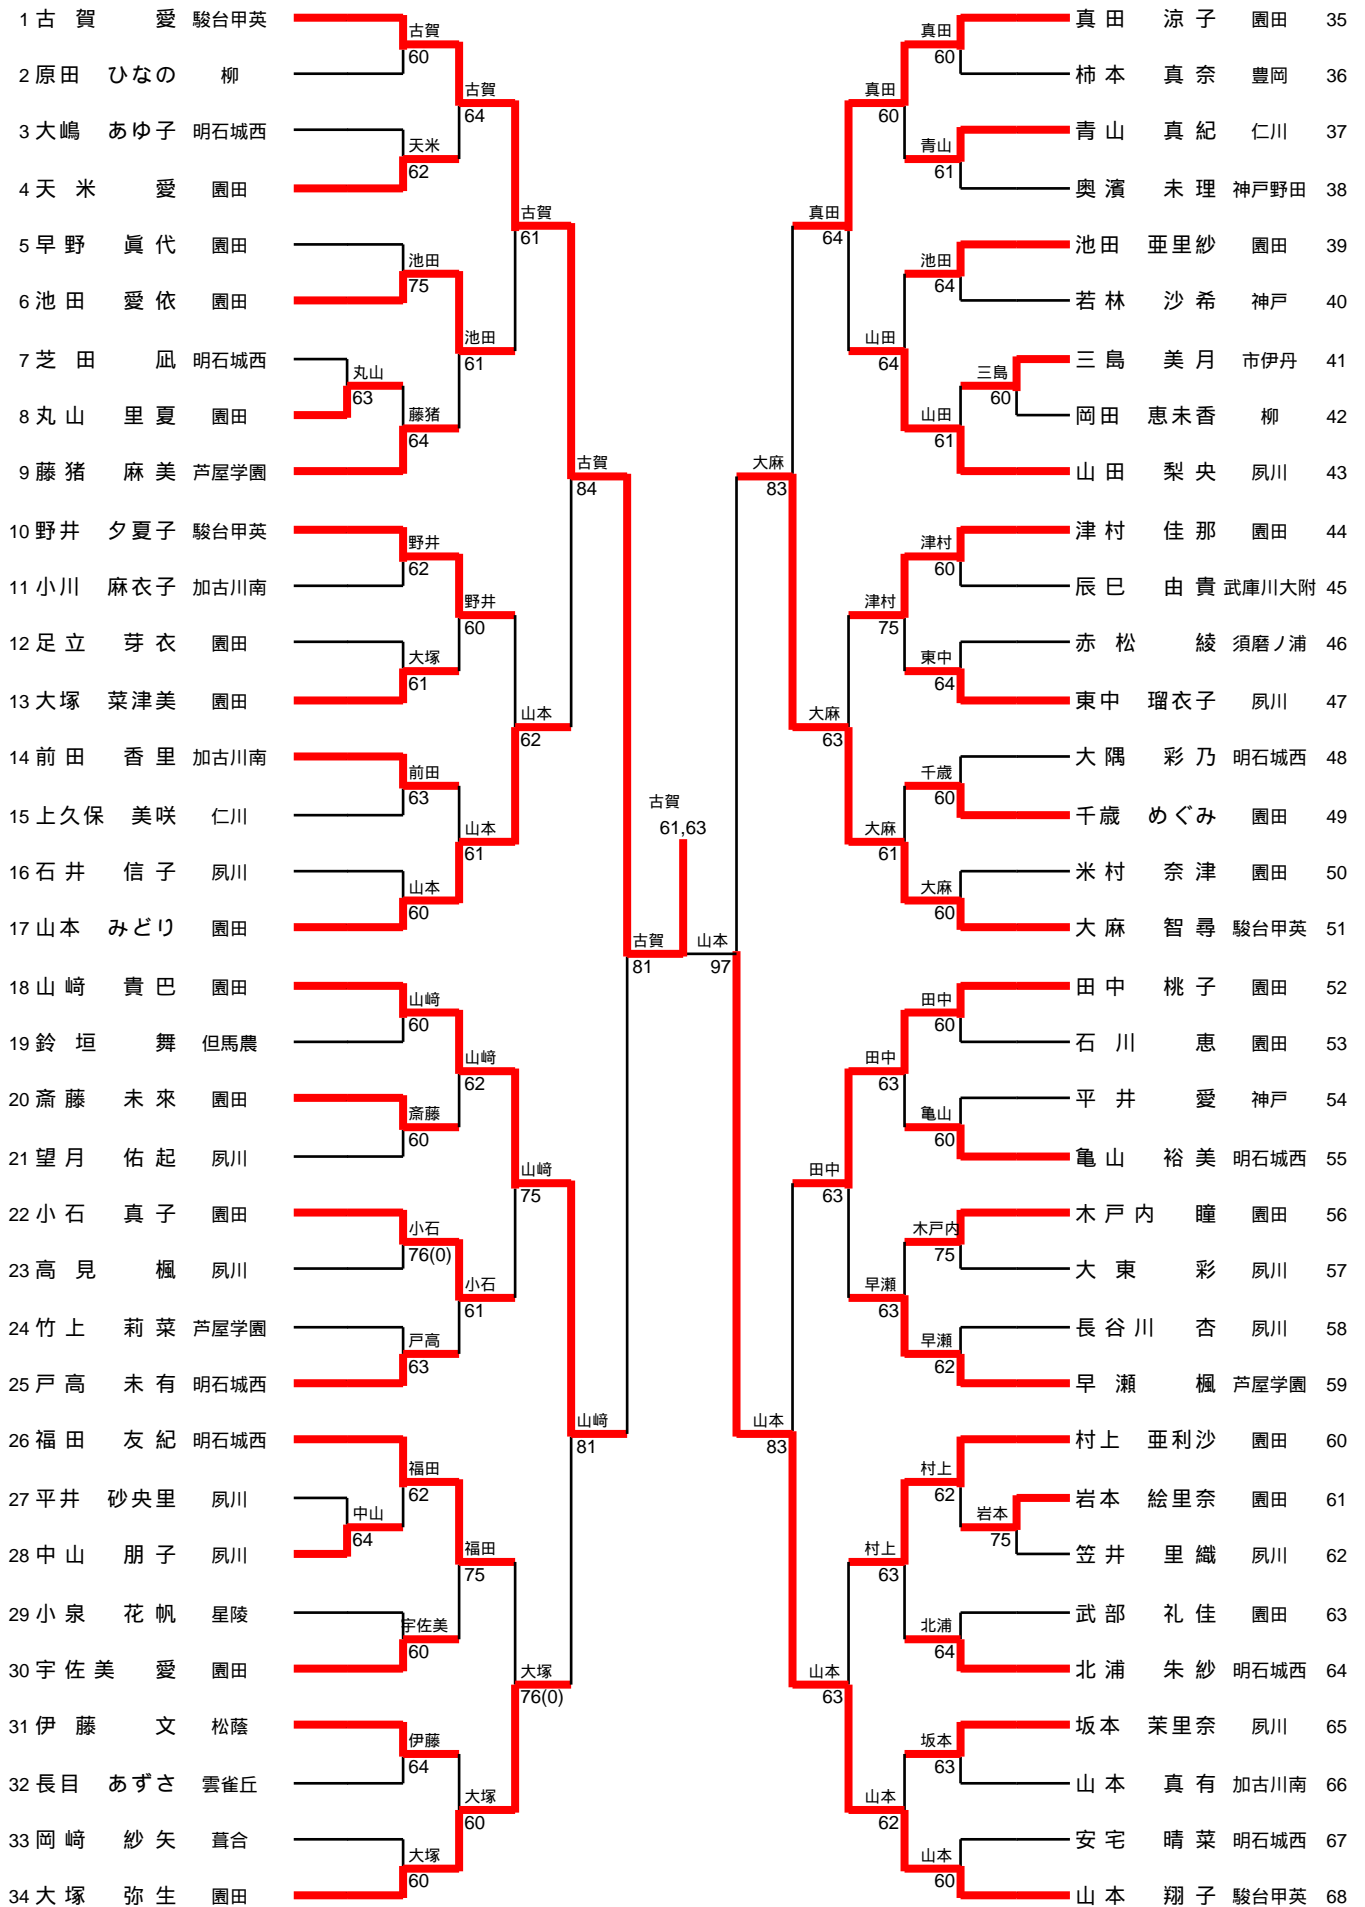 1 古賀 愛 駿台甲英
古賀
60
2 原田 ひなの 柳
古賀
64
3 大嶋 あゆ子 明石城西
天米
62
4 天米 愛 園田
古賀
61
5 早野 眞代 園田
池田
75
6 池田 愛依 園田
池田
61
7 芝田 凪 明石城西
丸山
63
8 丸山 里夏 園田
藤猪
64
9 藤猪 麻美 芦屋学園
古賀
84
10 野井 夕夏子 駿台甲英
野井
62
11 小川 麻衣子 加古川南
野井
60
12 足立 芽衣 園田
大塚
61
13 大塚 菜津美 園田
山本
62
14 前田 香里 加古川南
前田
63
15 上久保 美咲 仁川
山本
61
16 石井 信子 夙川
山本
60
17 山本 みどり 園田
古賀
81
18 山﨑 貴巴 園田
山﨑
60
19 鈴垣 舞 但馬農
山﨑
62
20 斎藤 未來 園田
斎藤
60
21 望月 佑起 夙川
山﨑
75
22 小石 真子 園田
小石
76(0)
23 高見 楓 夙川
小石
61
24 竹上 莉菜 芦屋学園
戸高
63
25 戸高 未有 明石城西
山﨑
81
26 福田 友紀 明石城西
福田
62
27 平井 砂央里 夙川
中山
64
28 中山 朋子 夙川
福田
75
29 小泉 花帆 星陵
宇佐美
60
30 宇佐美 愛 園田
大塚
76(0)
31 伊藤 文 松蔭
伊藤
64
32 長目 あずさ 雲雀丘
大塚
60
33 岡﨑 紗矢 葺合
大塚
60
34 大塚 弥生 園田
古賀
61,63
真田 涼子 園田 35
真田
60
柿本 真奈 豊岡 36
真田
60
青山 真紀 仁川 37
青山
61
奥濱 未理 神戸野田 38
真田
64
池田 亜里紗 園田 39
池田
64
若林 沙希 神戸 40
山田
64
三島 美月 市伊丹 41
三島
60
岡田 恵未香 柳 42
山田
61
山田 梨央 夙川 43
大麻
83
津村 佳那 園田 44
津村
60
辰巳 由貴 武庫川大附 45
津村
75
赤松 綾 須磨ノ浦 46
東中
64
東中 瑠衣子 夙川 47
大麻
63
大隅 彩乃 明石城西 48
千歳
60
千歳 めぐみ 園田 49
大麻
61
米村 奈津 園田 50
大麻
60
大麻 智尋 駿台甲英 51
山本
97
田中 桃子 園田 52
田中
60
石川 恵 園田 53
田中
63
平井 愛 神戸 54
亀山
60
亀山 裕美 明石城西 55
田中
63
木戸内 瞳 園田 56
木戸内
75
大東 彩 夙川 57
早瀬
63
長谷川 杏 夙川 58
早瀬
62
早瀬 楓 芦屋学園 59
山本
83
村上 亜利沙 園田 60
村上
62
岩本 絵里奈 園田 61
岩本
75
笠井 里織 夙川 62
村上
63
武部 礼佳 園田 63
北浦
64
北浦 朱紗 明石城西 64
山本
63
坂本 茉里奈 夙川 65
坂本
63
山本 真有 加古川南 66
山本
62
安宅 晴菜 明石城西 67
山本
60
山本 翔子 駿台甲英 68